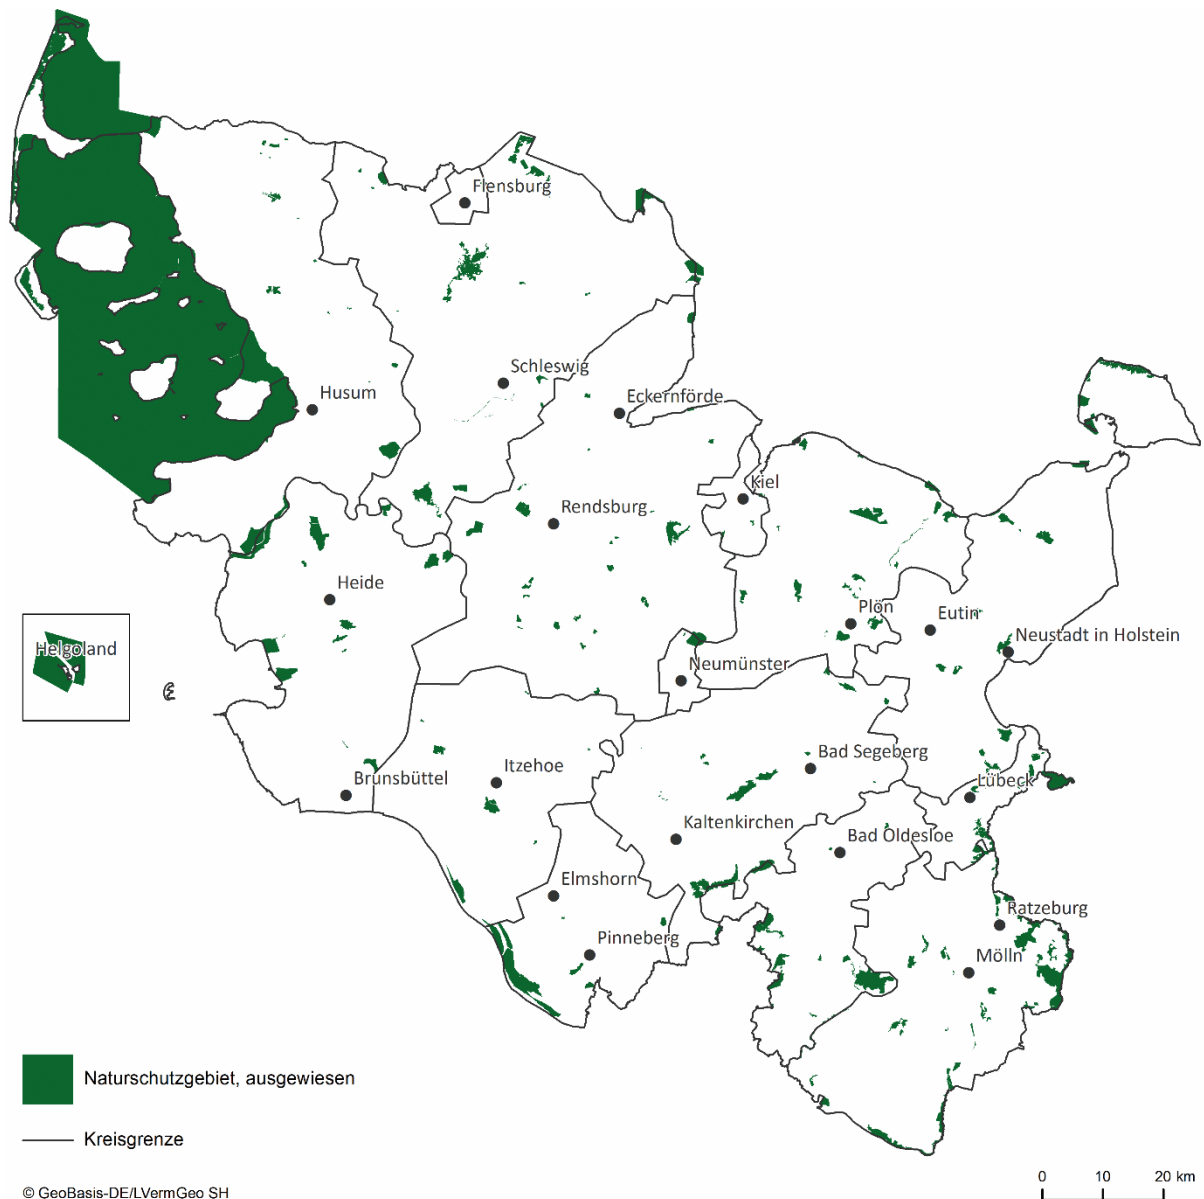 Flensburg
Schleswig
Husum
Eckernförde
Kiel
Rendsburg
Heide
Plön
Eutin
Helgoland
Neustadt in Holstein
Neumünster
Bad Segeberg
Itzehoe
Brunsbüttel
Lübeck
Kaltenkirchen
Bad Oldesloe
Elmshorn
Ratzeburg
Pinneberg
Mölln
Naturschutzgebiet, ausgewiesen
Kreisgrenze
© GeoBasis-DE/LVermGeo SH
0 10 20 km